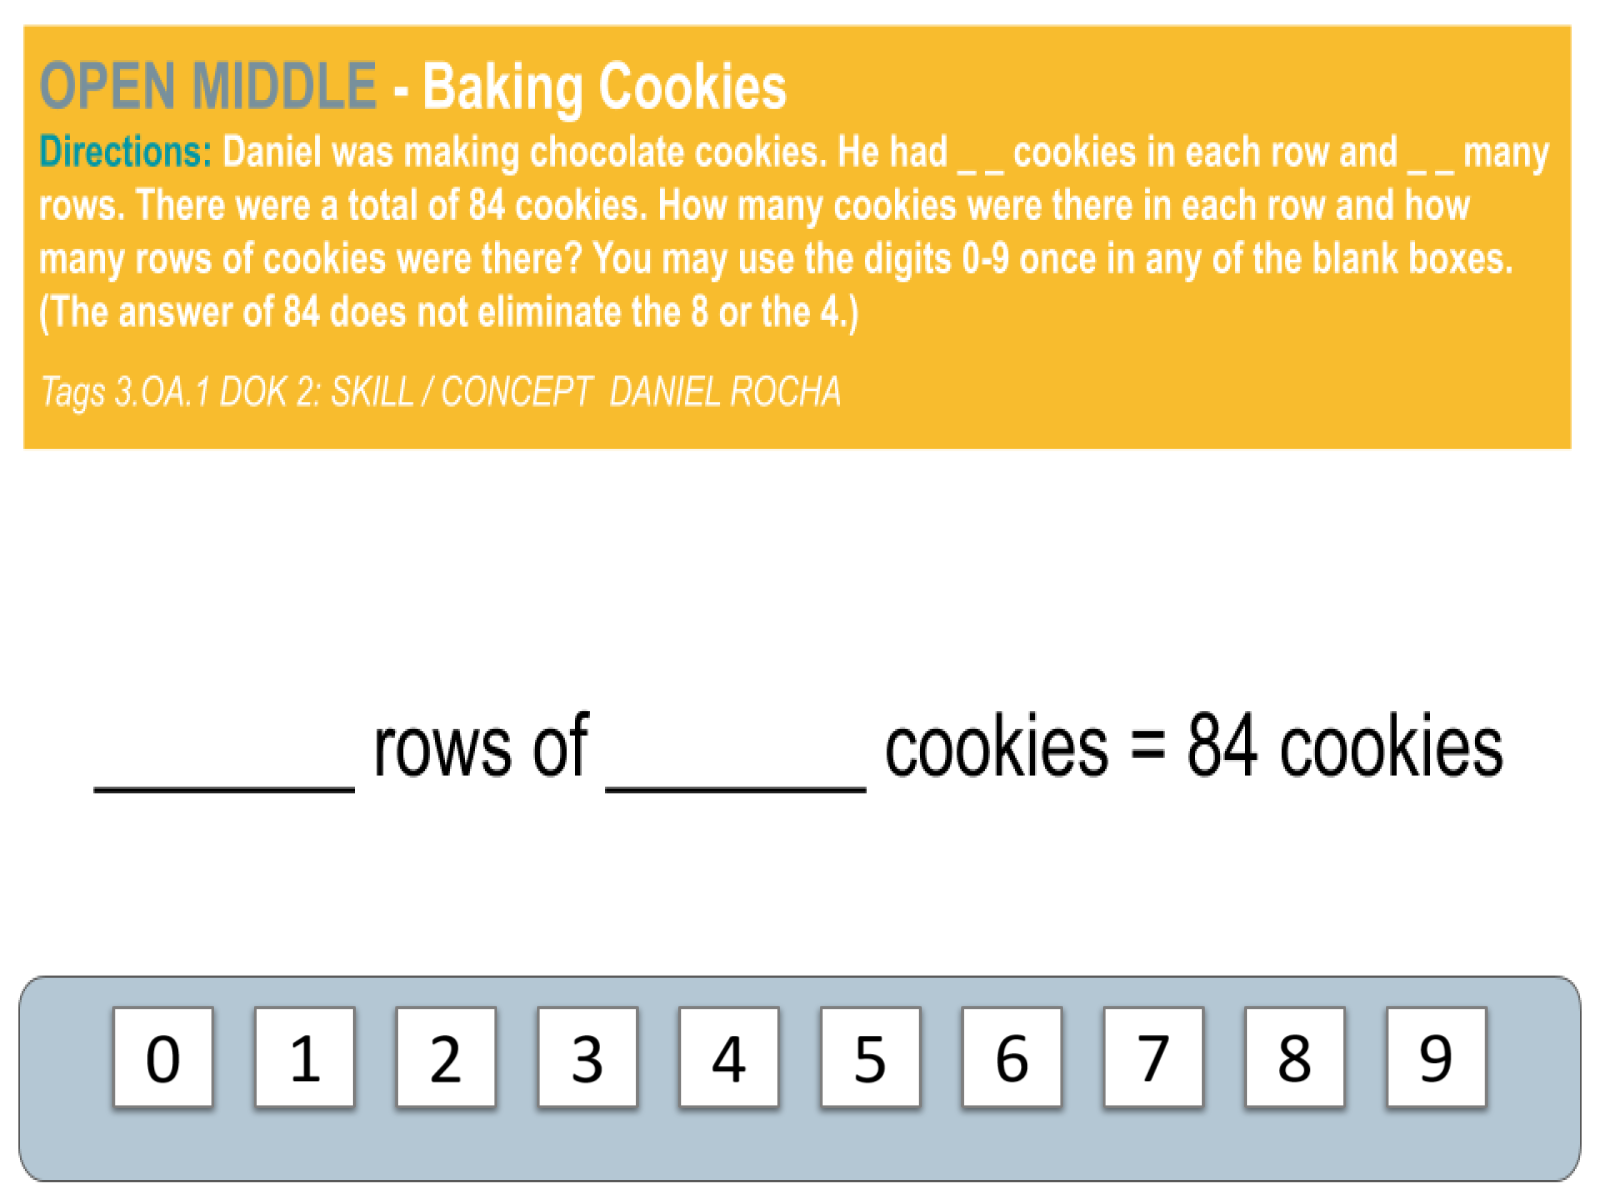 OPEN MIDDLE - Baking Cookies
Directions: Daniel was making chocolate cookies. He had _ _ cookies in each row and _ _ many
rows. There were a total of 84 cookies. How many cookies were there in each row and how
many rows of cookies were there? You may use the digits 0-9 once in any of the blank boxes.
(The answer of 84 does not eliminate the 8 or the 4.)
Tags 3.OA.1 DOK 2: SKILL / CONCEPT DANIEL ROCHA
______ rows of ______ cookies = 84 cookies
0 1 2 3 4 5 6 7 8 9